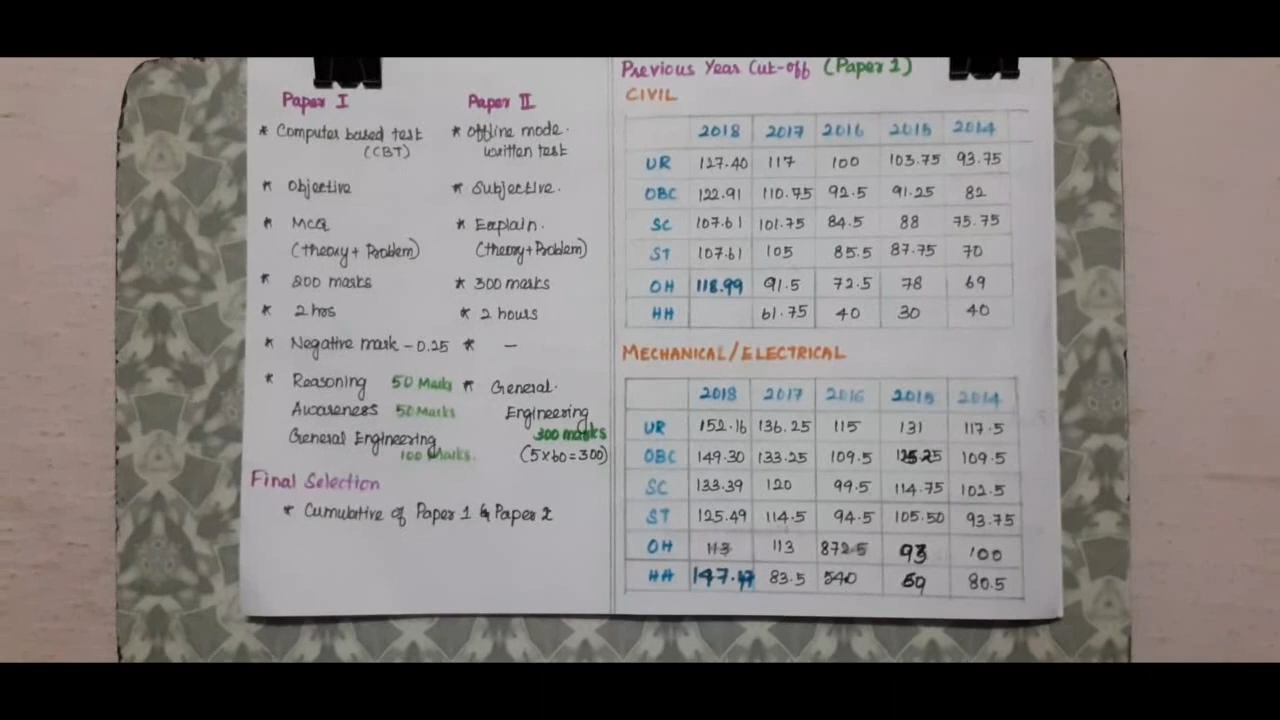 Paper I Paper II
* Computer based test * Offline mode.
(CBT) written test
* Objective * Subjective.
* MCQ * Explain.
(theory + Problem) (theory + Problem)
* 200 marks * 300 marks
* 2 hrs * 2 hours
* Negative mark - 0.25 * -
* Reasoning 50 Marks * General.
Awareness 50 Marks Engineering
General Engineering 300 marks
100 Marks. (5x60=300)
Final Selection
* Cumulative of Paper 1 & Paper 2
Previous Year Cut-off (Paper 1)
CIVIL
2018 2017 2016 2015 2014
UR 127.40 117 100 103.75 93.75
OBC 122.91 110.75 92.5 91.25 82
SC 107.61 101.75 84.5 88 75.75
ST 107.61 105 85.5 87.75 70
OH 118.99 91.5 72.5 78 69
HH 61.75 40 30 40
MECHANICAL/ELECTRICAL
2018 2017 2016 2015 2014
UR 152.16 136.25 115 131 117.5
OBC 149.30 133.25 109.5 109.5
SC 133.39 120 99.5 114.75 102.5
ST 125.49 114.5 94.5 105.50 93.75
OH 113 113 93 100
HH 83.5 80.5